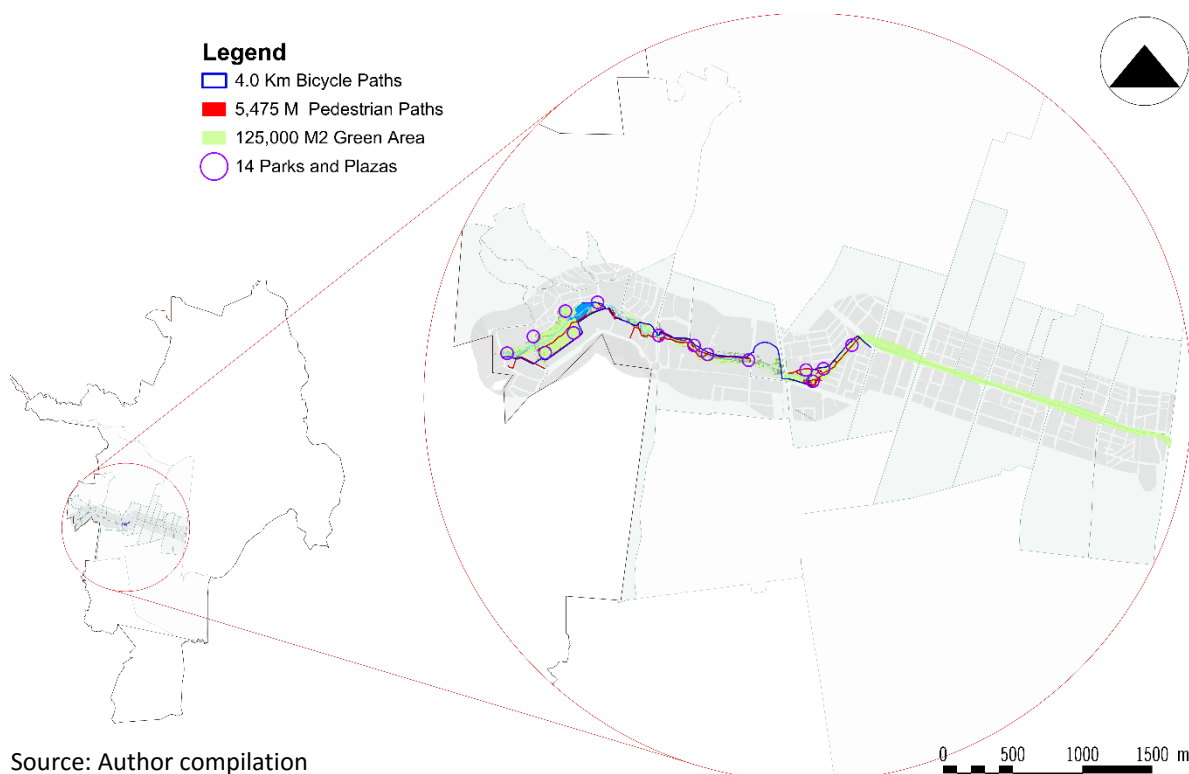 Legend
4.0 Km Bicycle Paths
5,475 M Pedestrian Paths
125,000 M2 Green Area
14 Parks and Plazas
Source: Author compilation
0 500 1000 1500 m